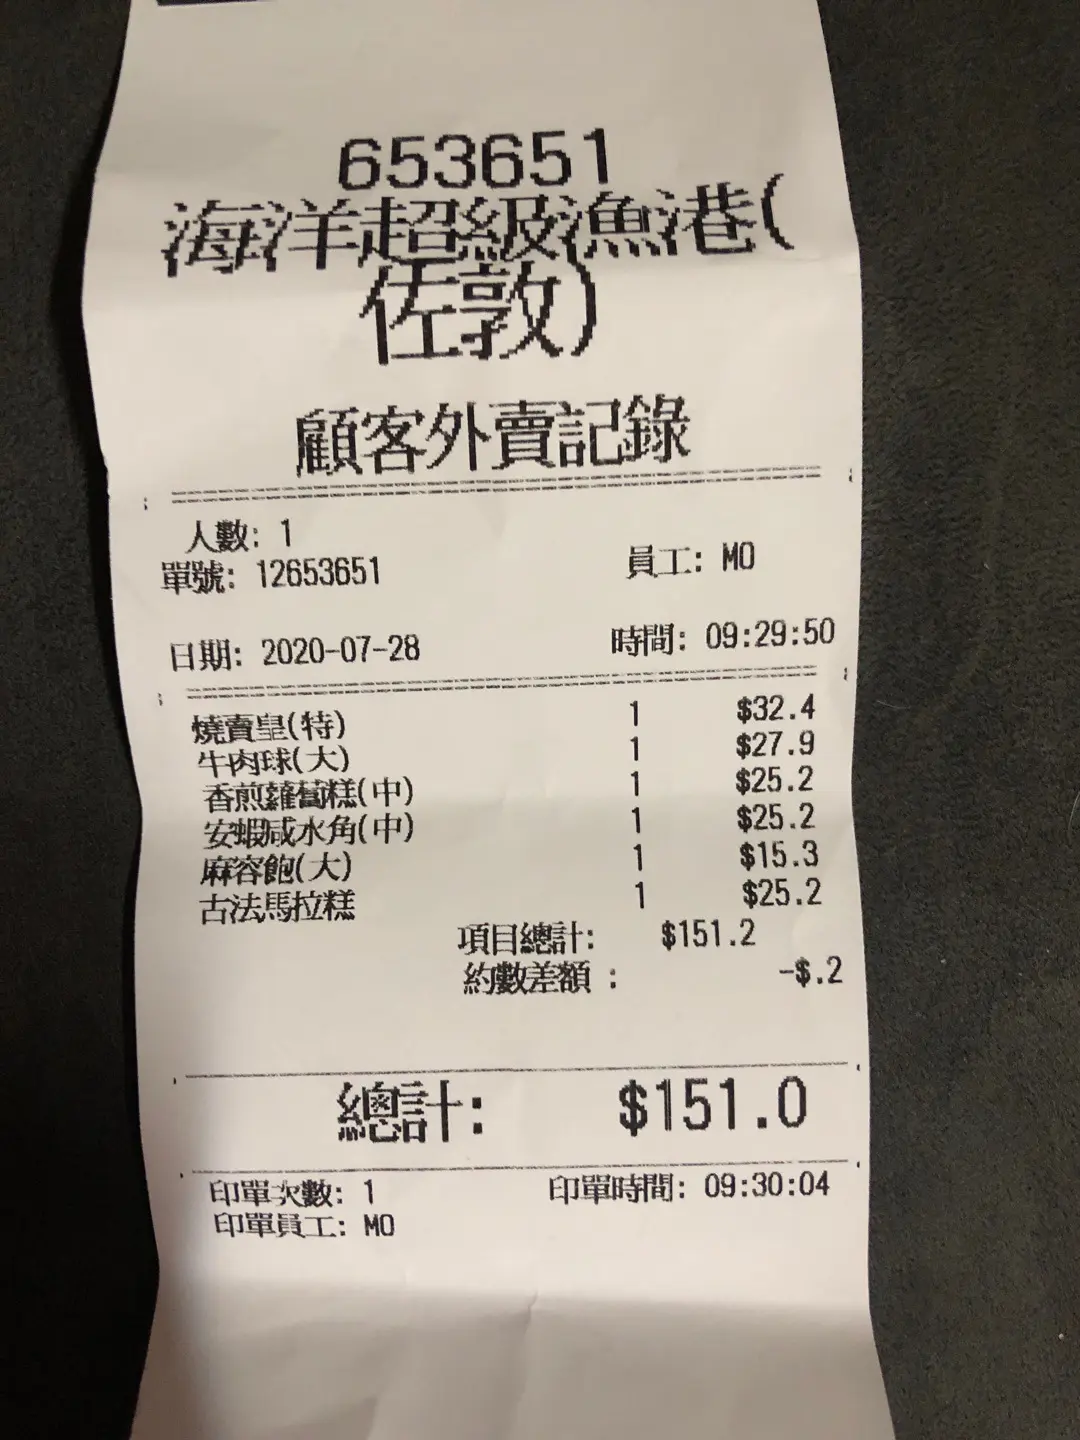 653651
海洋超級漁港(
佐敦)
顧客外賣記錄
人數: 1
單號: 12653651 員工: MO
日期: 2020-07-28 時間: 09:29:50
燒賣皇(特) 1 $32.4
牛肉球(大) 1 $27.9
香煎蘿蔔糕(中) 1 $25.2
安蝦咸水角(中) 1 $25.2
麻容飽(大) 1 $15.3
古法馬拉糕 1 $25.2
項目總計: $151.2
約數差額 : -$.2
總計: $151.0
印單次數: 1 印單時間: 09:30:04
印單員工: MO